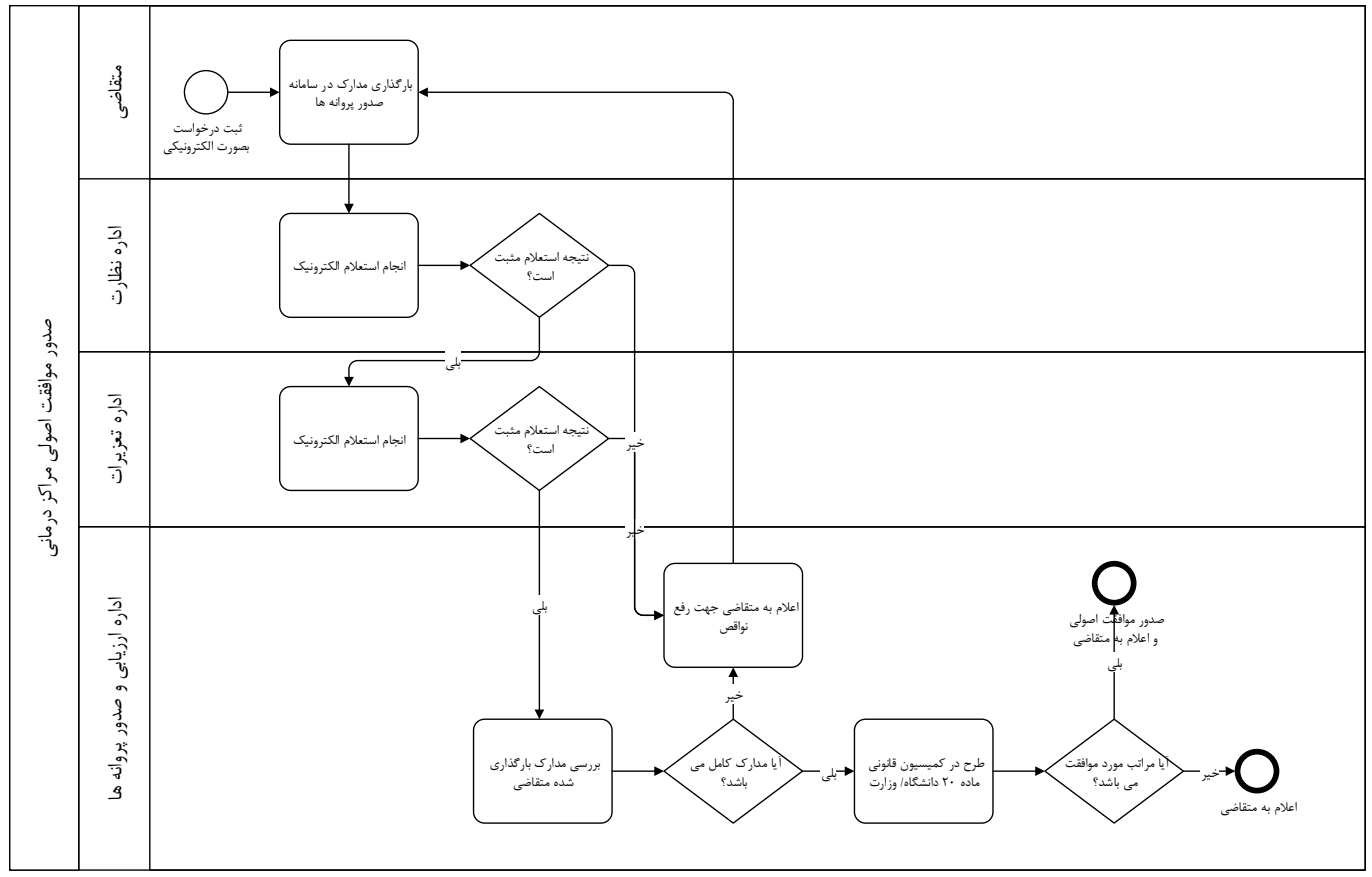 صدور موافقت اصولی مراکز درمانی
متقاضی
ثبت درخواست
بصورت الکترونیکی
بارگذاری مدارک در سامانه
صدور پروانه ها
اداره نظارت
انجام استعلام الکترونیک
نتیجه استعلام مثبت
است؟
بلی
خیر
اداره تعزیرات
انجام استعلام الکترونیک
نتیجه استعلام مثبت
است؟
خیر
بلی
اداره ارزیابی و صدور پروانه ها
اعلام به متقاضی جهت رفع
نواقص
بررسی مدارک بارگذاری
شده متقاضی
آیا مدارک کامل می
باشد؟
خیر
بلی
طرح در کمیسیون قانونی
ماده ۲۰ دانشگاه/ وزارت
آیا مراتب مورد موافقت
می باشد؟
بلی
صدور موافقت اصولی
و اعلام به متقاضی
خیر
اعلام به متقاضی